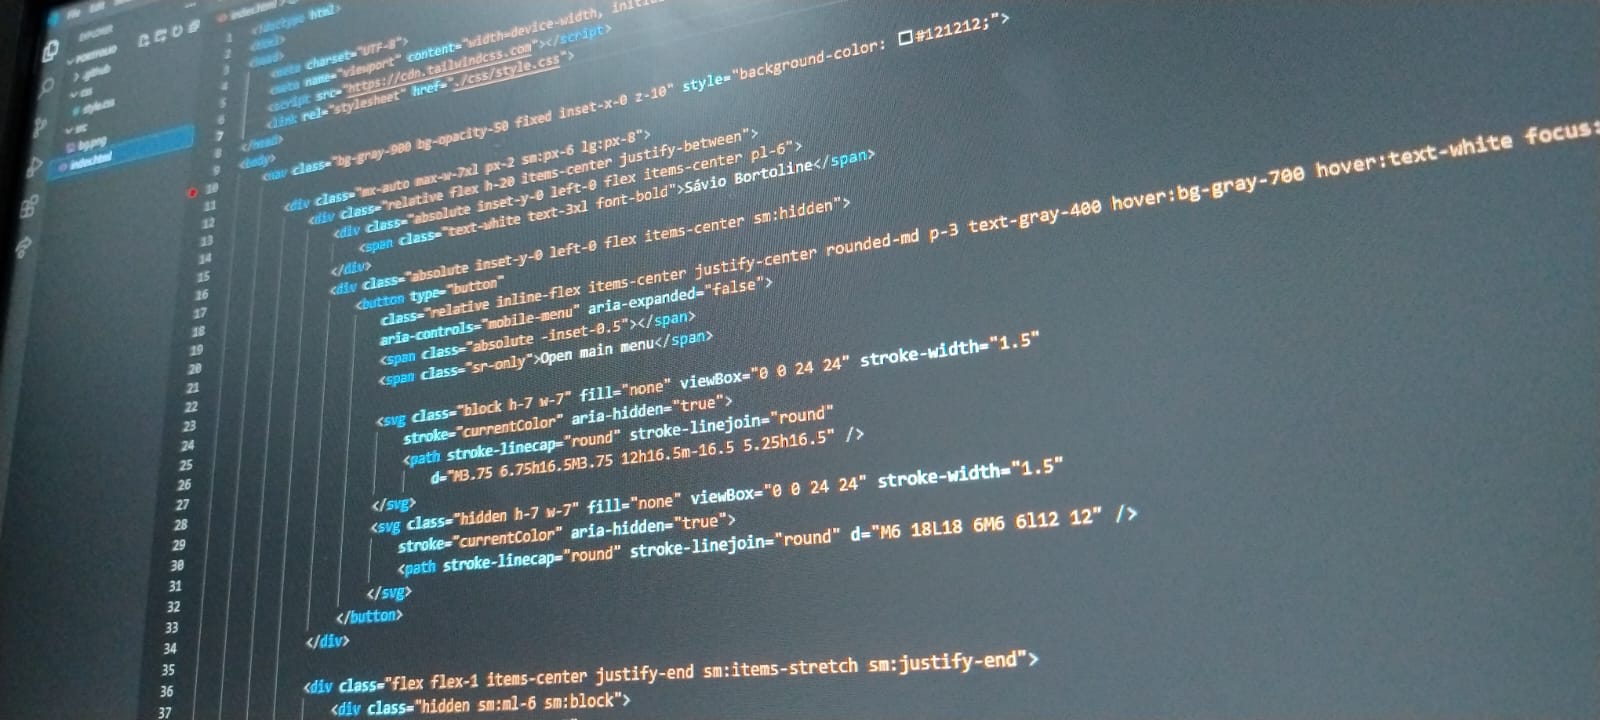 File Edit
EXPLORER
PORTFOLIO
.github
css
style.css
src
bg.png
index.html
index.html
1 <!doctype html>
2 <html>
3 <head>
4 <meta charset="UTF-8">
5 <meta name="viewport" content="width=device-width,
6 <script src="https://cdn.tailwindcss.com"></script>
7 <link rel="stylesheet" href="./css/style.css">
8 </head>
9 <body>
10 <nav class="bg-gray-900 bg-opacity-50 fixed inset-x-0 z-10" style="background-color: #121212;">
11 <div class="mx-auto max-w-7xl px-2 sm:px-6 lg:px-8">
12 <div class="relative flex h-20 items-center justify-between">
13 <div class="absolute inset-y-0 left-0 flex items-center pl-6">
14 <span class="text-white text-3xl font-bold">Sávio Bortoline</span>
15 </div>
16 <div class="absolute inset-y-0 left-0 flex items-center sm:hidden">
17 <button type="button"
18 class="relative inline-flex items-center justify-center rounded-md p-3 text-gray-400 hover:bg-gray-700 hover:text-white focus:
19 aria-controls="mobile-menu" aria-expanded="false">
20 <span class="absolute -inset-0.5"></span>
21 <span class="sr-only">Open main menu</span>
22
23 <svg class="block h-7 w-7" fill="none" viewBox="0 0 24 24" stroke-width="1.5"
24 stroke="currentColor" aria-hidden="true">
25 <path stroke-linecap="round" stroke-linejoin="round"
26 d="M3.75 6.75h16.5M3.75 12h16.5m-16.5 5.25h16.5" />
27 </svg>
28 <svg class="hidden h-7 w-7" fill="none" viewBox="0 0 24 24" stroke-width="1.5"
29 stroke="currentColor" aria-hidden="true">
30 <path stroke-linecap="round" stroke-linejoin="round" d="M6 18L18 6M6 6l12 12" />
31 </svg>
32 </button>
33 </div>
34
35 <div class="flex flex-1 items-center justify-end sm:items-stretch sm:justify-end">
36 <div class="hidden sm:ml-6 sm:block">
37